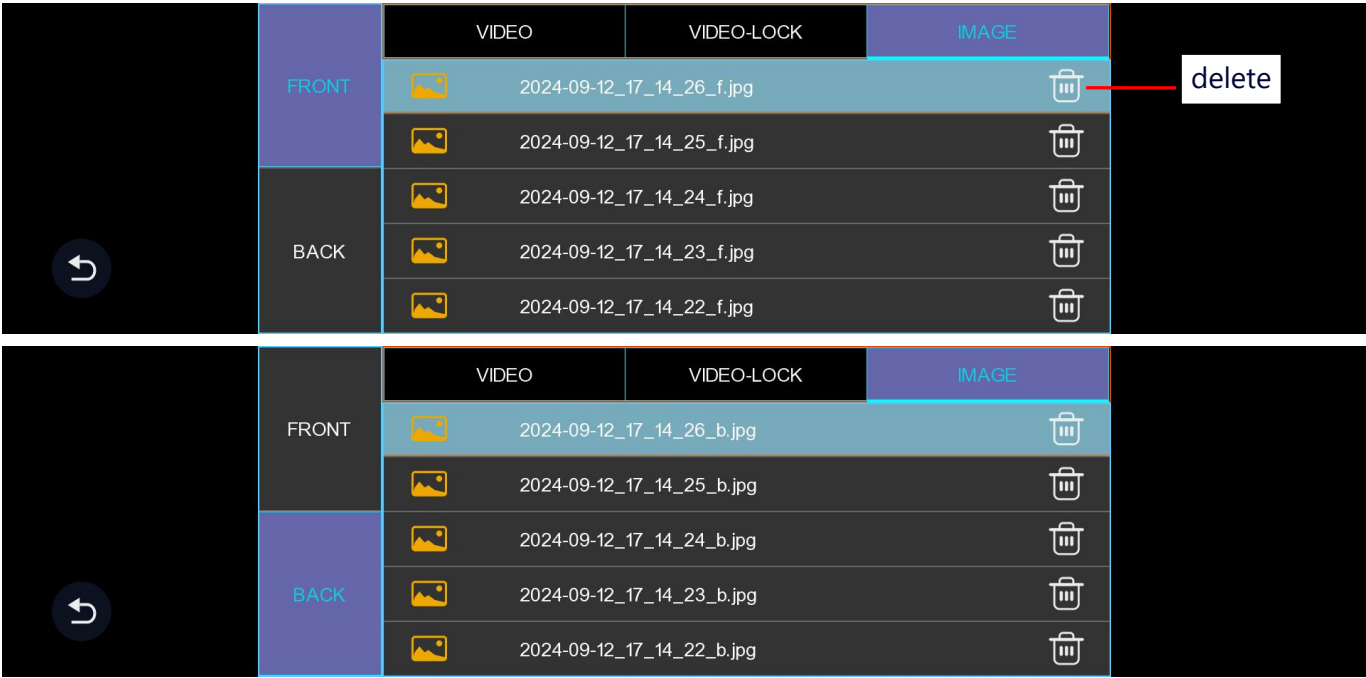 VIDEO VIDEO-LOCK IMAGE
FRONT
2024-09-12_17_14_26_f.jpg
delete
2024-09-12_17_14_25_f.jpg
2024-09-12_17_14_24_f.jpg
BACK
2024-09-12_17_14_23_f.jpg
2024-09-12_17_14_22_f.jpg
VIDEO VIDEO-LOCK IMAGE
FRONT
2024-09-12_17_14_26_b.jpg
2024-09-12_17_14_25_b.jpg
2024-09-12_17_14_24_b.jpg
BACK
2024-09-12_17_14_23_b.jpg
2024-09-12_17_14_22_b.jpg